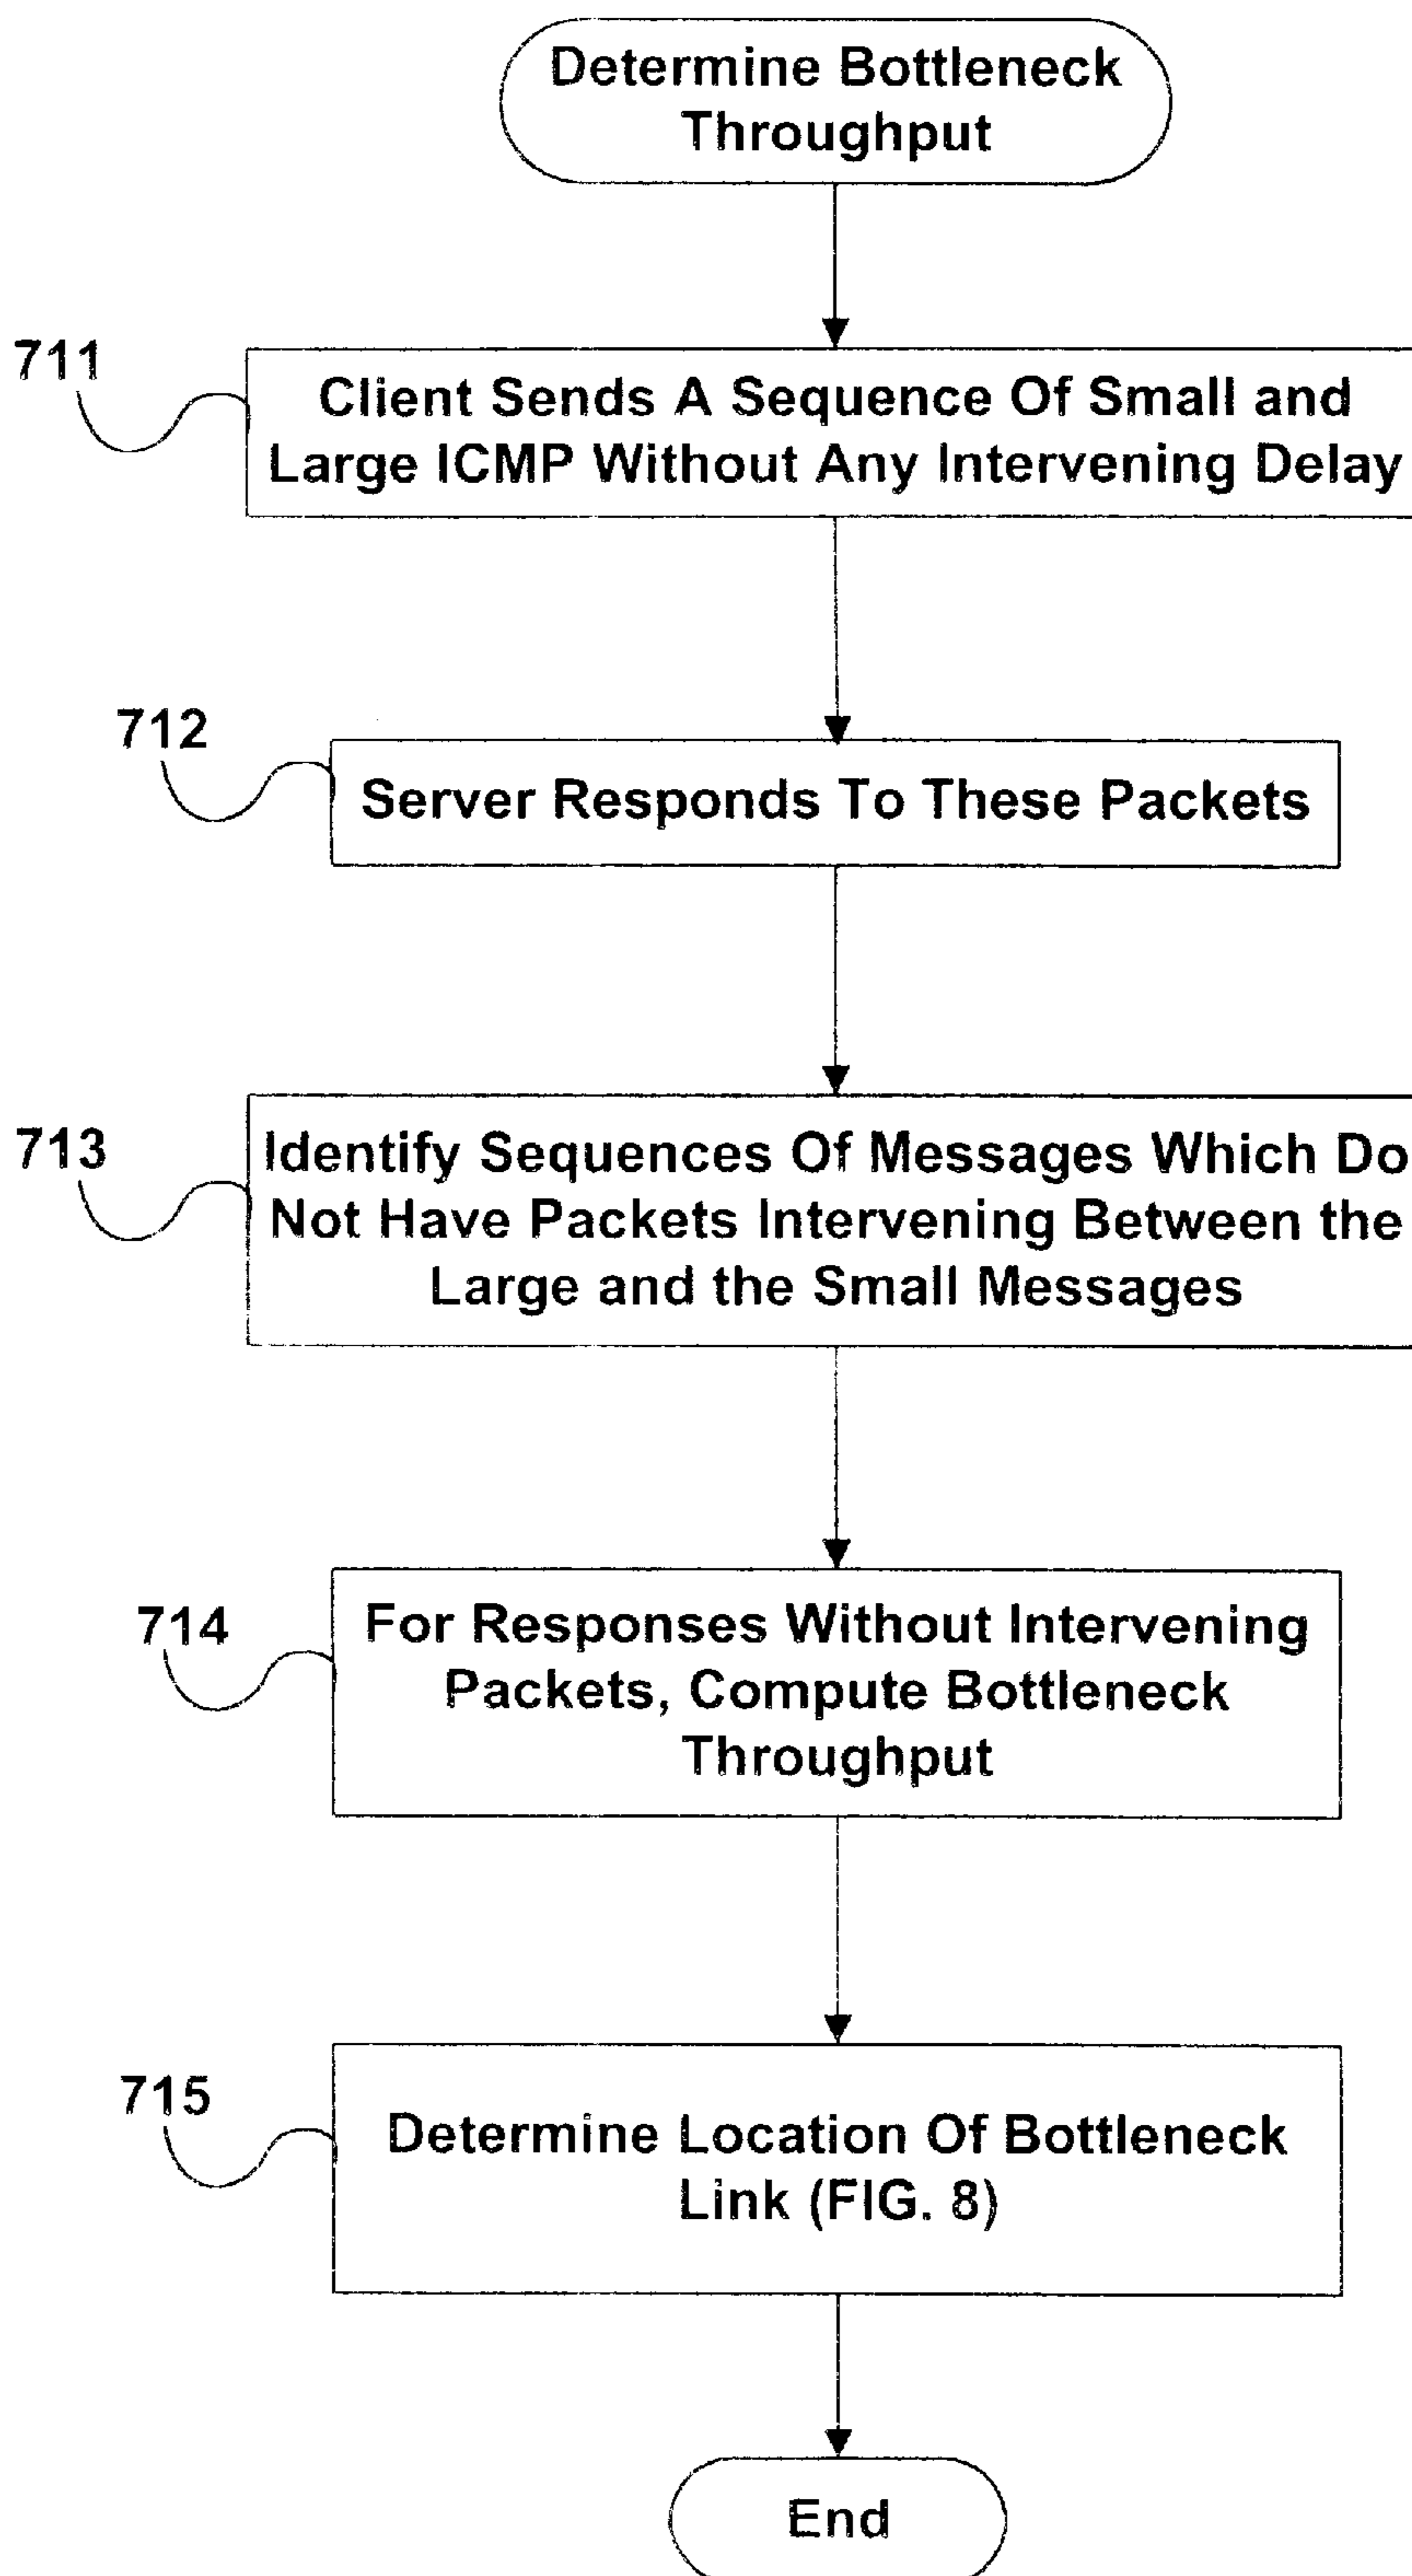 Determine Bottleneck
Throughput
711
Client Sends A Sequence Of Small and
Large ICMP Without Any Intervening Delay
712
Server Responds To These Packets
713
Identify Sequences Of Messages Which Do
Not Have Packets Intervening Between the
Large and the Small Messages
714
For Responses Without Intervening
Packets, Compute Bottleneck
Throughput
715
Determine Location Of Bottleneck
Link (FIG. 8)
End